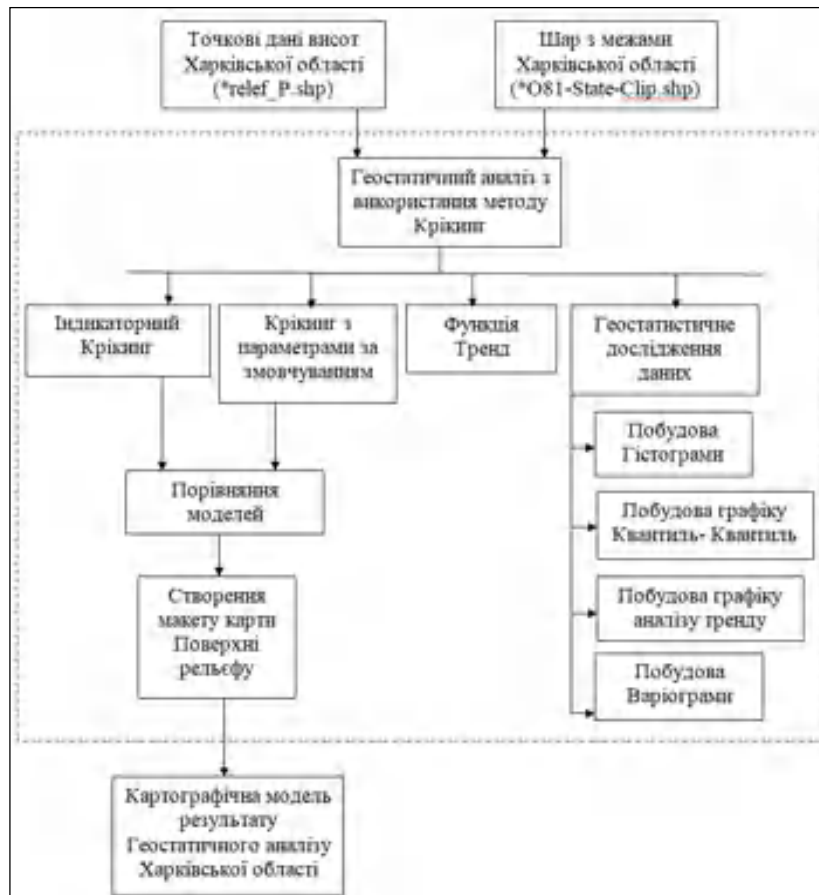 Точкові дані висот
Харківської області
(*relef_P.shp)
Шар з межами
Харківської області
(*O81-State-Clip.shp)
Геостатичний аналіз з
використання методу
Крікинг
Індикаторний
Крікинг
Крікинг з
параметрами за
змовчуванням
Функція
Тренд
Геостатистичне
дослідження
даних
Побудова
Гістограми
Порівняння
моделей
Побудова графіку
Квантиль- Квантиль
Створення
макету карти
Поверхні
рельєфу
Побудова графіку
аналізу тренду
Побудова
Варіограми
Картографічна модель
результату
Геостатичного аналізу
Харківської області